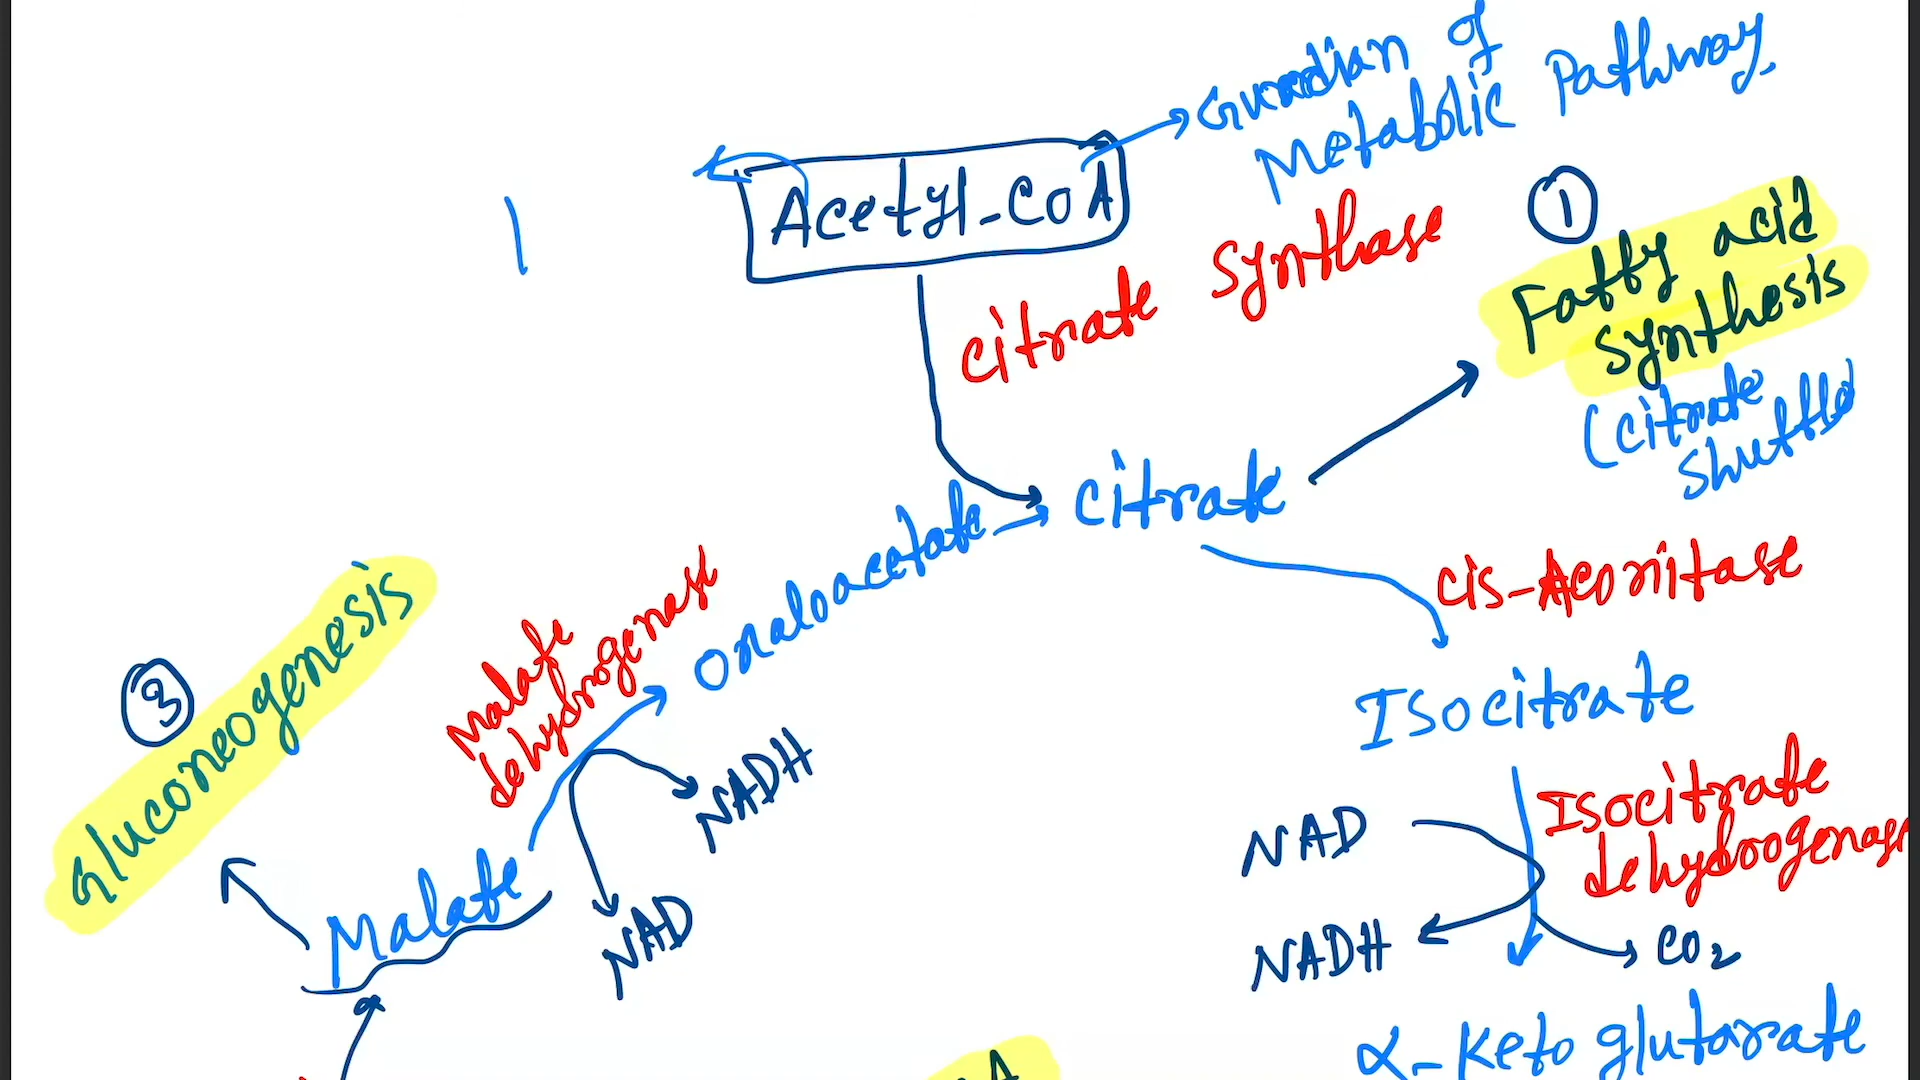 Guardian of
Metabolic Pathway
Acetyl-CoA
citrate synthase
①
Fatty acid
synthesis
(citrate
shuttle
citrate
Oxaloacetate
cis-Aconitase
Malate
dehydrogenase
③
Gluconeogenesis
Isocitrate
NADH
Isocitrate
dehydrogenase
NAD
Malate
NAD
NADH
CO2
α-Keto glutarate
A